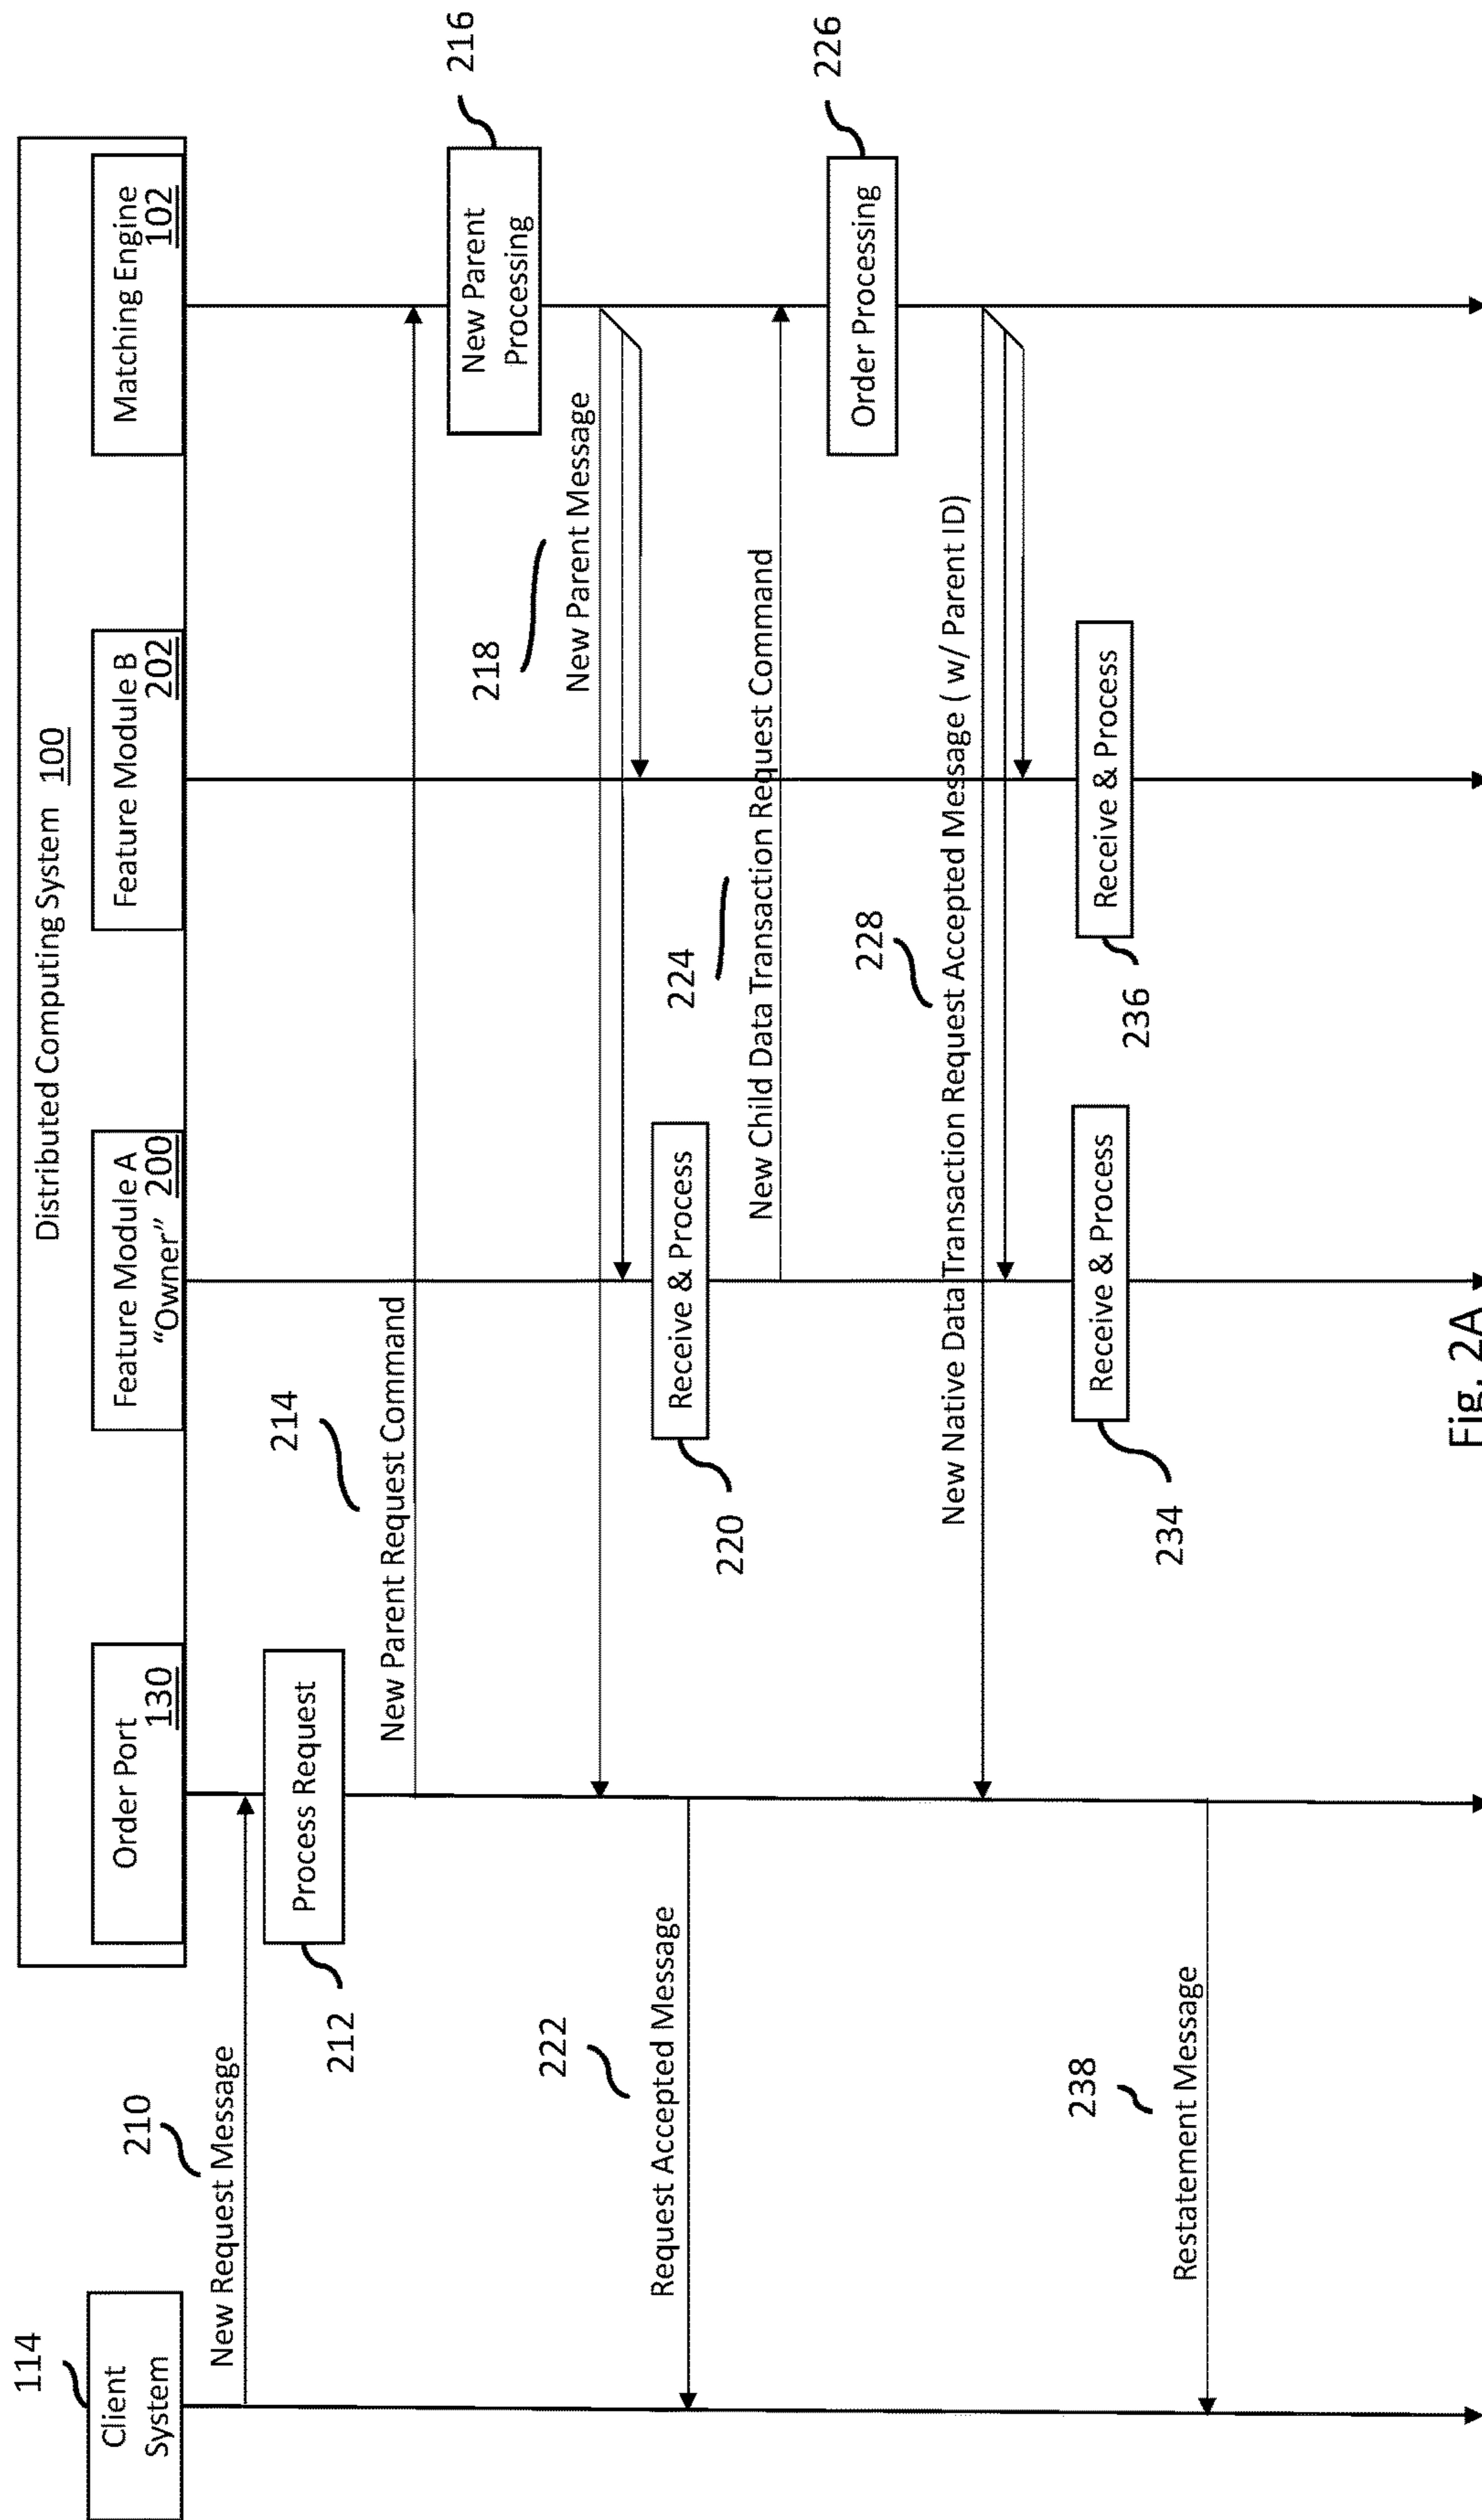 Distributed Computing System 100
114
Client
System
Order Port
130
Feature Module A
"Owner" 200
Feature Module B
202
Matching Engine
102
210
New Request Message
Process Request
212
214
New Parent Request Command
New Parent
Processing
216
218
New Parent Message
Receive & Process
220
222
Request Accepted Message
224
New Child Data Transaction Request Command
Order Processing
226
228
New Native Data Transaction Request Accepted Message ( w/ Parent ID)
Receive & Process
234
Receive & Process
236
238
Restatement Message
Fig. 2A